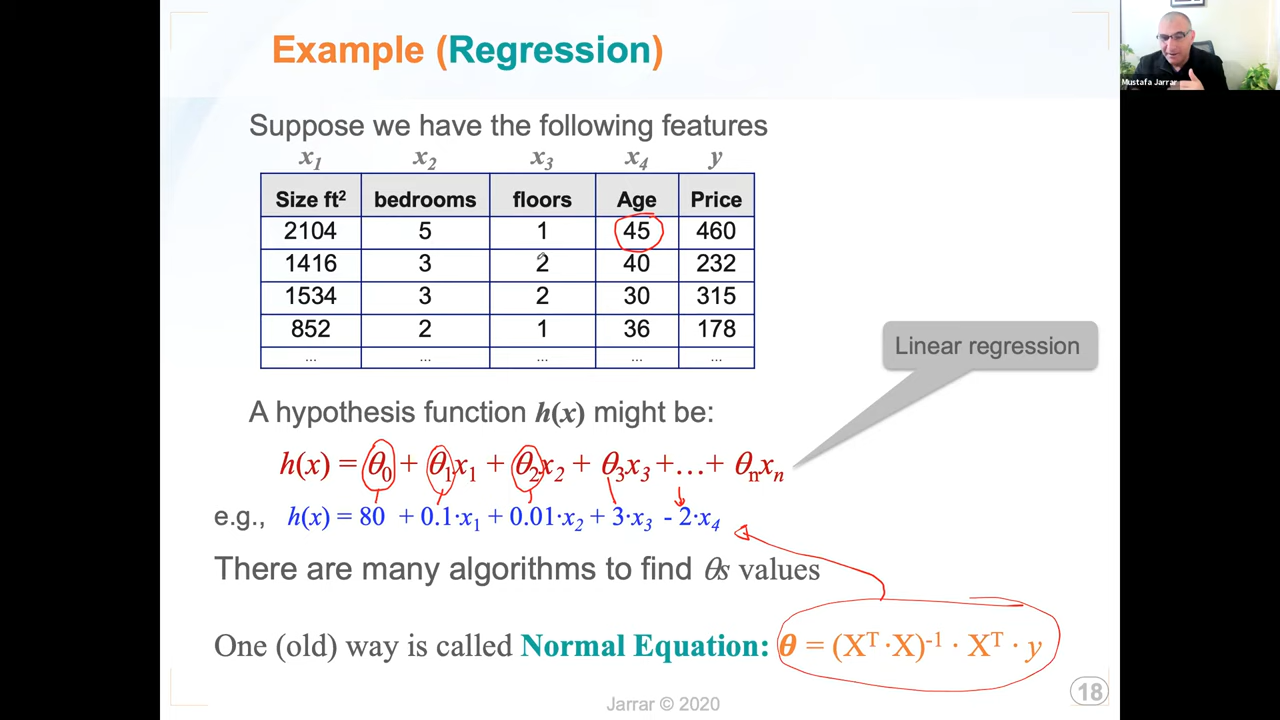 Example (Regression)
Mustafa Jarrar
Suppose we have the following features
x₁ x₂ x₃ x₄ y
Size ft² bedrooms floors Age Price
2104 5 1 45 460
1416 3 2 40 232
1534 3 2 30 315
852 2 1 36 178
... ... ... ... ...
Linear regression
A hypothesis function h(x) might be:
h(x) = θ₀ + θ₁x₁ + θ₂x₂ + θ₃x₃ +…+ θₙxₙ
e.g., h(x) = 80 + 0.1·x₁ + 0.01·x₂ + 3·x₃ - 2·x₄
There are many algorithms to find θs values
One (old) way is called Normal Equation: θ = (Xᵀ·X)⁻¹ · Xᵀ · y
Jarrar © 2020
18